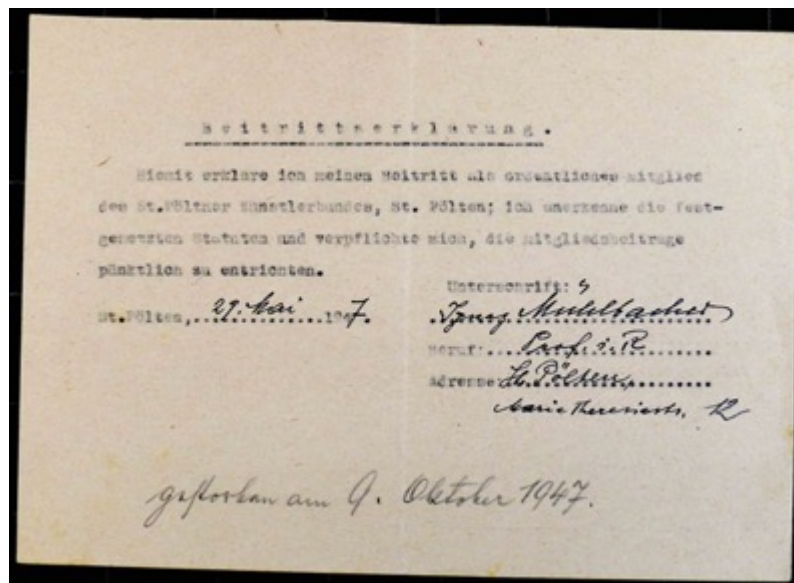 Beitrittserklärung.
Hiemit erkläre ich meinen Beitritt als ordentliches Mitglied
des St.Pöltner Künstlerbundes, St. Pölten; ich anerkenne die fest-
gesetzten Statuten und verpflichte mich, die Mitgliedsbeiträge
pünktlich zu entrichten.
Unterschrift:
St.Pölten, 29. Mai 1947. Ignaz Mühlbacher
Beruf: Prof. i. R.
Adresse St. Pölten,
Maria Theresiastr. 12
gestorben am 9. Oktober 1947.